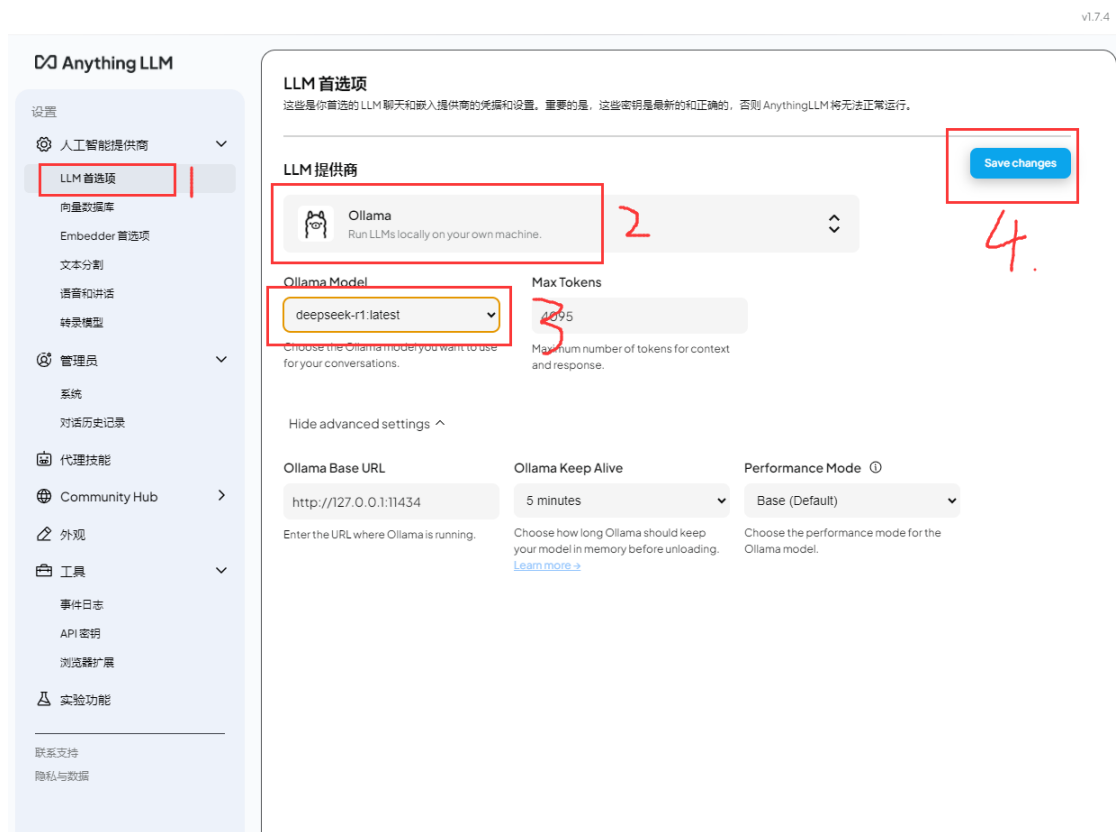 v1.7.4
Anything LLM
设置
人工智能提供商
LLM 首选项
1
向量数据库
Embedder 首选项
文本分割
语音和讲话
转录模型
管理员
系统
对话历史记录
代理技能
Community Hub
外观
工具
事件日志
API 密钥
浏览器扩展
实验功能
联系支持
隐私与数据
LLM 首选项
这些是你首选的 LLM 聊天和嵌入提供商的凭据和设置。重要的是，这些密钥是最新的和正确的，否则 AnythingLLM 将无法正常运行。
Save changes
4.
LLM 提供商
Ollama
Run LLMs locally on your own machine.
2
Ollama Model
deepseek-r1:latest
Choose the Ollama model you want to use
for your conversations.
3
Max Tokens
4095
Maximum number of tokens for context
and response.
Hide advanced settings
Ollama Base URL
http://127.0.0.1:11434
Enter the URL where Ollama is running.
Ollama Keep Alive
5 minutes
Choose how long Ollama should keep
your model in memory before unloading.
Learn more →
Performance Mode
Base (Default)
Choose the performance mode for the
Ollama model.